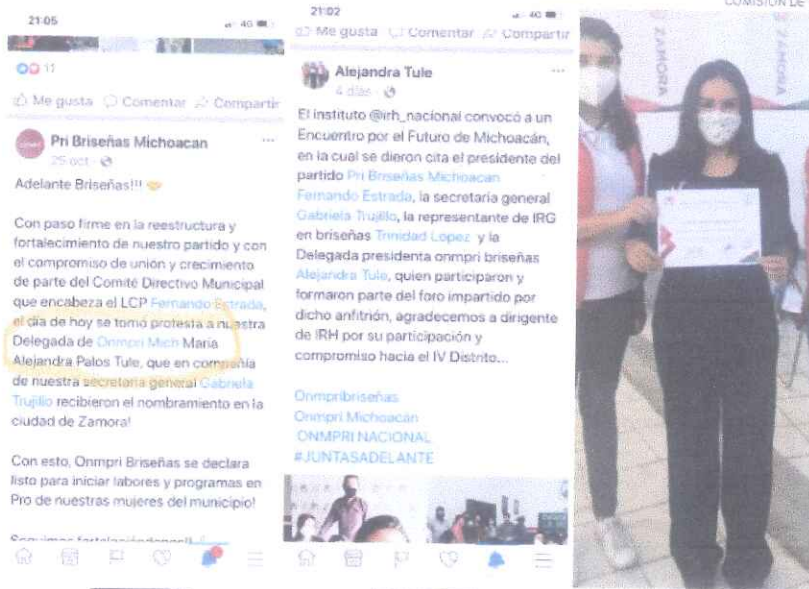 21:05
4G
11
Me gusta Comentar Compartir
Pri Briseñas Michoacan
25 oct
Adelante Briseñas!!!
Con paso firme en la reestructura y
fortalecimiento de nuestro partido y con
el compromiso de unión y crecimiento
de parte del Comité Directivo Municipal
que encabeza el LCP Fernando Estrada,
el día de hoy se tomó protesta a nuestra
Delegada de Onmpri Mich Maria
Alejandra Palos Tule, que en compañía
de nuestra secretaria general Gabriela
Trujillo recibieron el nombramiento en la
ciudad de Zamora!
Con esto, Onmpri Briseñas se declara
listo para iniciar labores y programas en
Pro de nuestras mujeres del municipio!
21:02
4G
Me gusta Comentar Compartir
Alejandra Tule
4 días
El instituto @irh_nacional convocó a un
Encuentro por el Futuro de Michoacán,
en la cual se dieron cita el presidente del
partido Pri Briseñas Michoacan
Fernando Estrada, la secretaria general
Gabriela Trujillo, la representante de IRG
en briseñas Trinidad Lopez y la
Delegada presidenta onmpri briseñas
Alejandra Tule, quien participaron y
formaron parte del foro impartido por
dicho anfitrión, agradecemos a dirigente
de IRH por su participación y
compromiso hacia el IV Distrito...
Onmpribriseñas
Onmpri Michoacán
ONMPRI NACIONAL
#JUNTASADELANTE
COMISIÓN DE
ZAMORA
ZAMORA